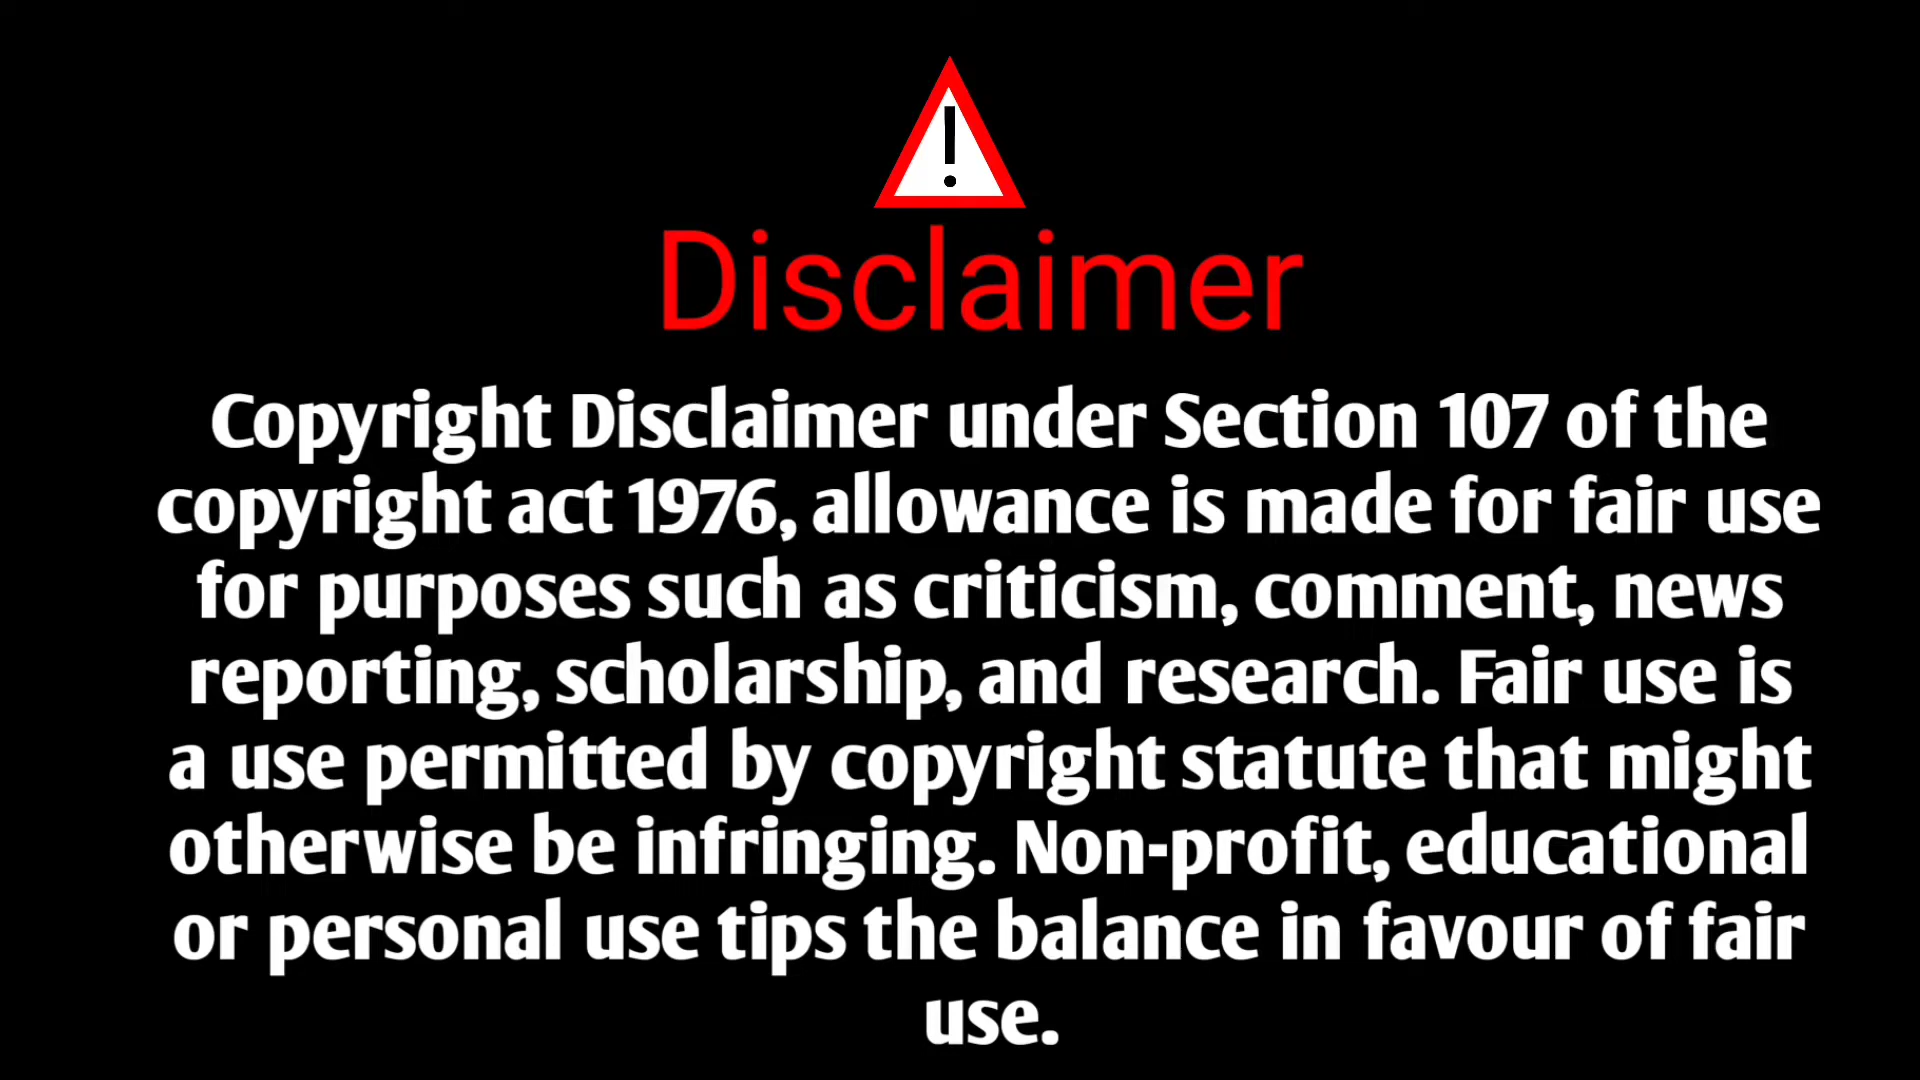 Disclaimer
Copyright Disclaimer under Section 107 of the
copyright act 1976, allowance is made for fair use
for purposes such as criticism, comment, news
reporting, scholarship, and research. Fair use is
a use permitted by copyright statute that might
otherwise be infringing. Non-profit, educational
or personal use tips the balance in favour of fair
use.